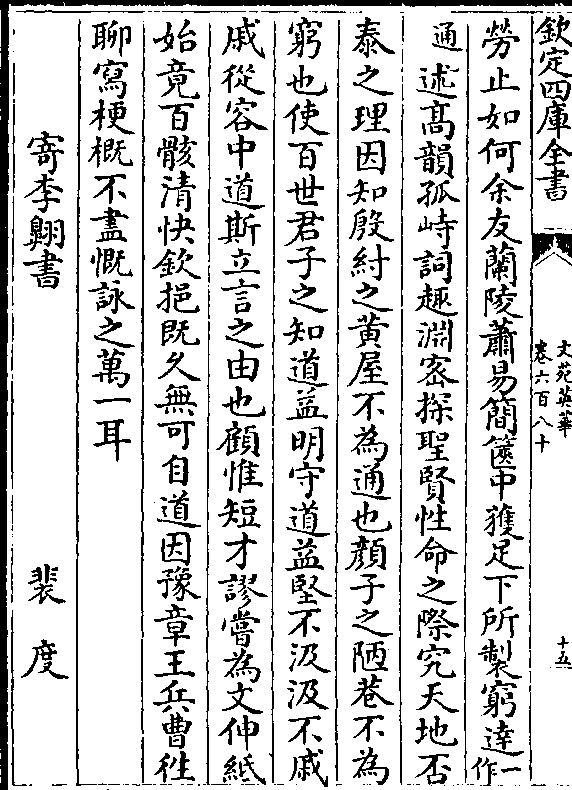 欽定四庫全書
文苑英華
卷六百八十
十五
勞止如何余友蘭陵蕭易簡篋中獲足下所製窮達一作
通述髙韻孤峙詞趣淵宻探聖賢性命之際究天地否
泰之理因知殷紂之黄屋不為通也顔子之陋巷不為
窮也使百世君子之知道益明守道益堅不汲汲不戚
戚從容中道斯立言之由也顧惟短才謬嘗為文伸紙
始竟百骸清快欽挹既乆無可自道因豫章王兵曹徃
聊寫梗概不盡慨詠之萬一耳
寄李翶書
裴度